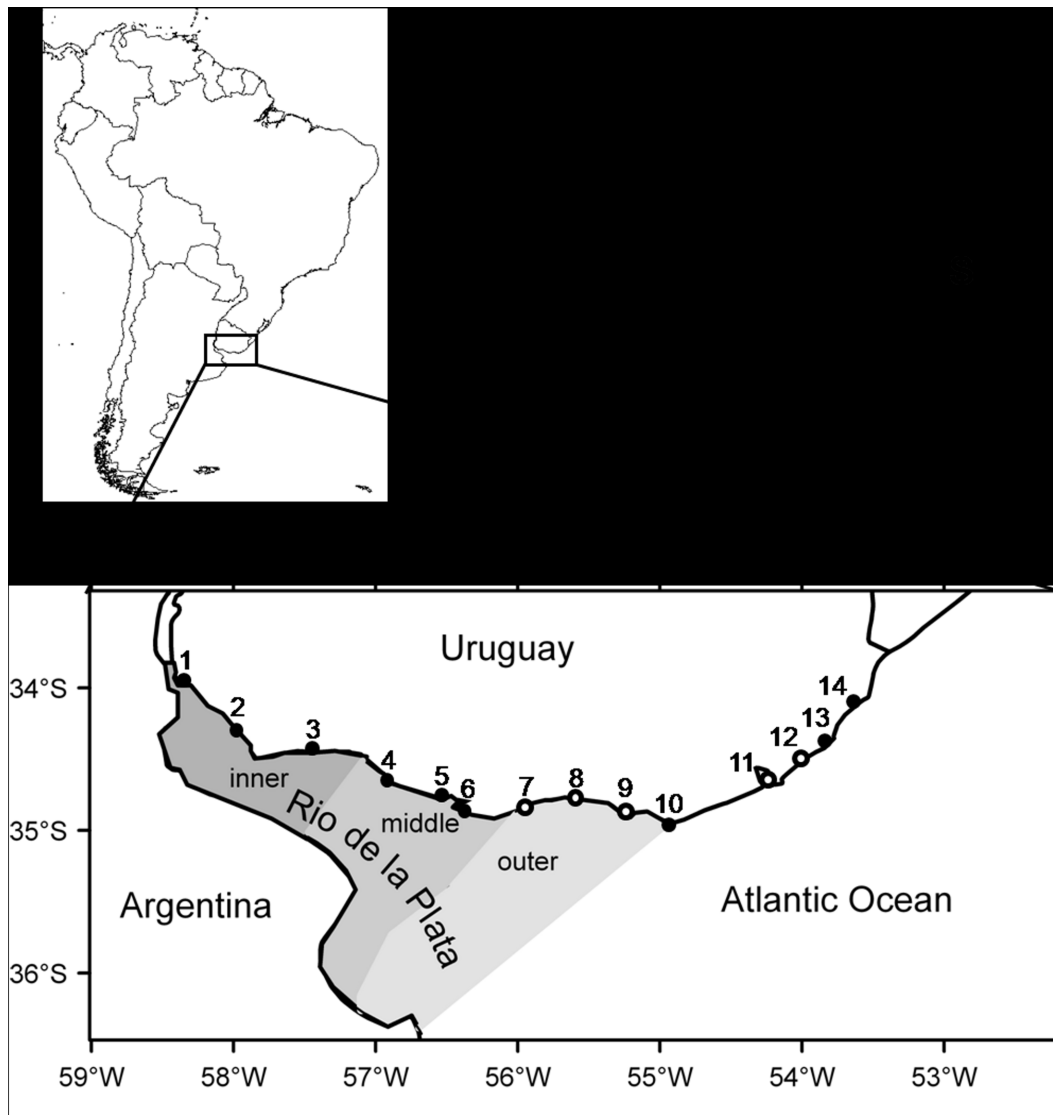 Uruguay
1
34°S
2
3
4
5
6
7
8
9
10
11
12
13
14
inner
middle
outer
Rio de la Plata
35°S
Argentina
Atlantic Ocean
36°S
59°W
58°W
57°W
56°W
55°W
54°W
53°W